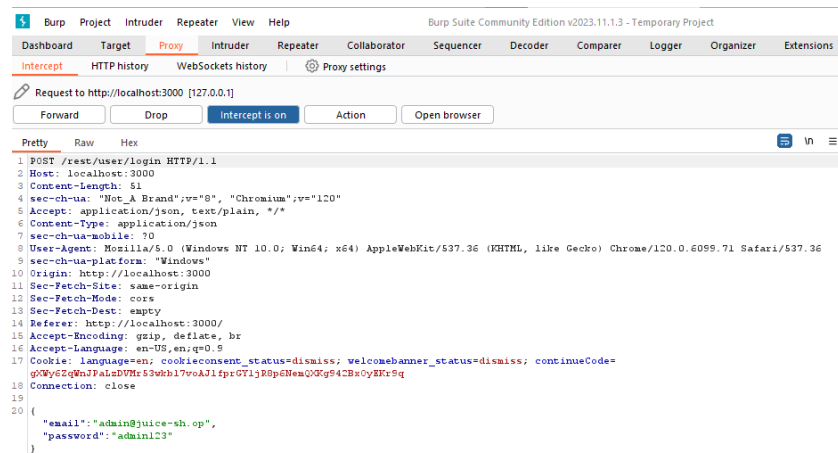 Burp Project Intruder Repeater View Help Burp Suite Community Edition v2023.11.1.3 - Temporary Project
Dashboard Target Proxy Intruder Repeater Collaborator Sequencer Decoder Comparer Logger Organizer Extensions
Intercept HTTP history WebSockets history Proxy settings
Request to http://localhost:3000 [127.0.0.1]
Forward Drop Intercept is on Action Open browser
Pretty Raw Hex \n
1 POST /rest/user/login HTTP/1.1
2 Host: localhost:3000
3 Content-Length: 51
4 sec-ch-ua: "Not_A Brand";v="8", "Chromium";v="120"
5 Accept: application/json, text/plain, */*
6 Content-Type: application/json
7 sec-ch-ua-mobile: ?0
8 User-Agent: Mozilla/5.0 (Windows NT 10.0; Win64; x64) AppleWebKit/537.36 (KHTML, like Gecko) Chrome/120.0.6099.71 Safari/537.36
9 sec-ch-ua-platform: "Windows"
10 Origin: http://localhost:3000
11 Sec-Fetch-Site: same-origin
12 Sec-Fetch-Mode: cors
13 Sec-Fetch-Dest: empty
14 Referer: http://localhost:3000/
15 Accept-Encoding: gzip, deflate, br
16 Accept-Language: en-US,en;q=0.9
17 Cookie: language=en; cookieconsent_status=dismiss; welcomebanner_status=dismiss; continueCode=
18 Connection: close
19
20 {
"email":"admin@juice-sh.op",
"password":"admin123"
}